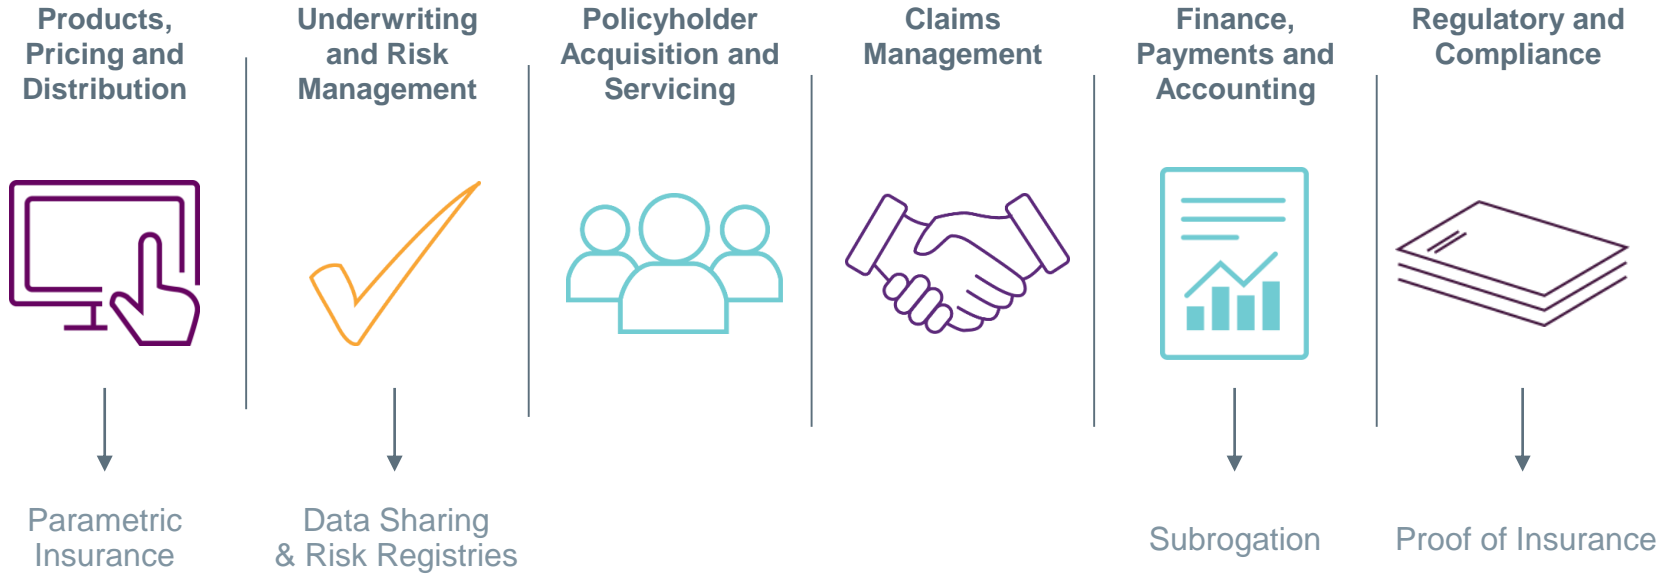 Products,
Pricing and
Distribution
Underwriting
and Risk
Management
Policyholder
Acquisition and
Servicing
Claims
Management
Finance,
Payments and
Accounting
Regulatory and
Compliance
Parametric
Insurance
Data Sharing
& Risk Registries
Subrogation
Proof of Insurance